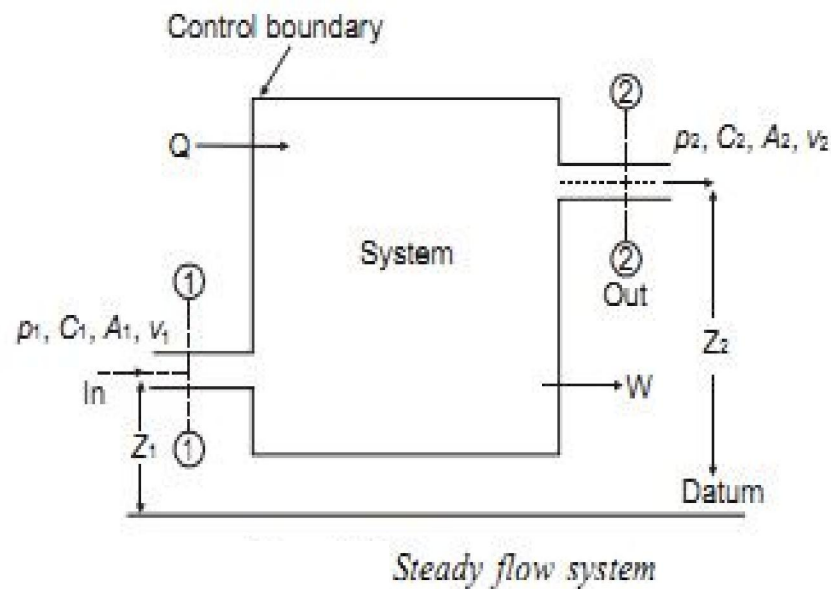 Control boundary
Q
②
p₂, C₂, A₂, v₂
System
①
②
Out
p₁, C₁, A₁, v₁
Z₂
In
W
Z₁
①
Datum
Steady flow system